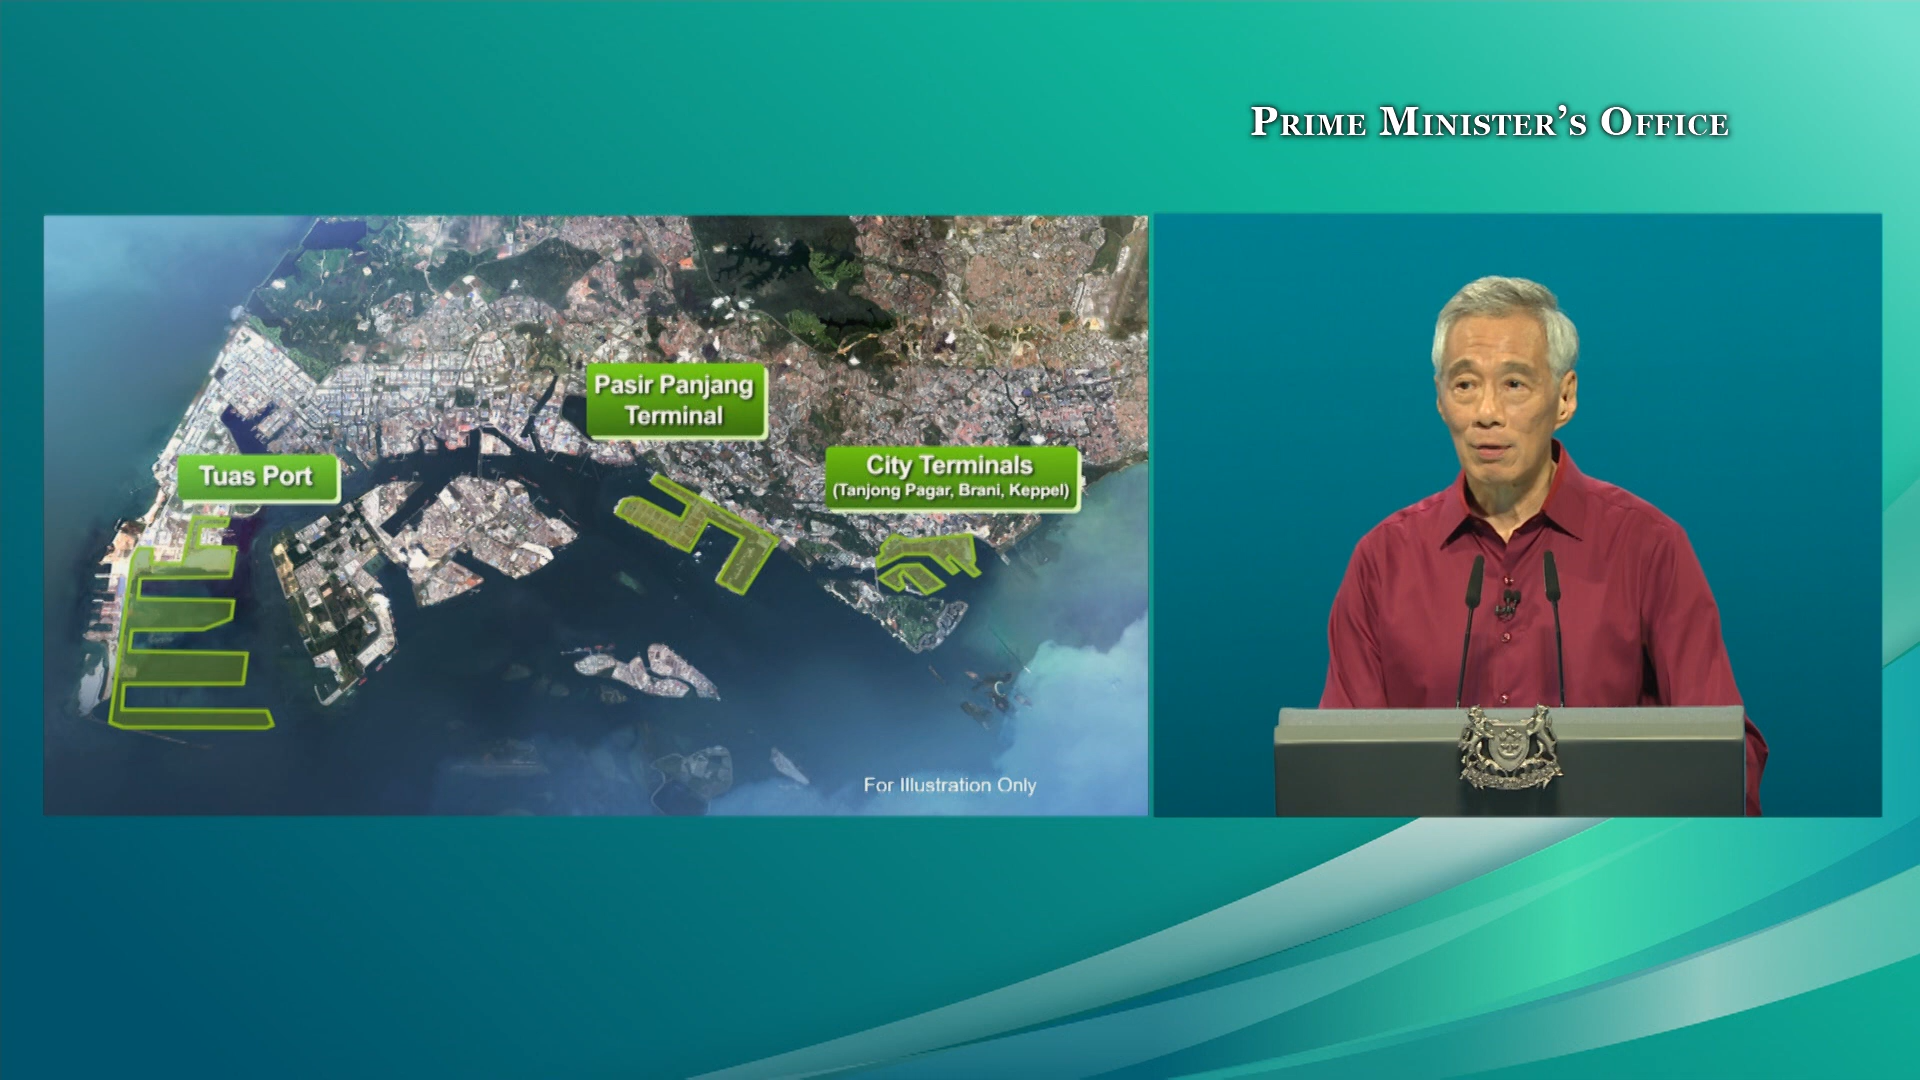 PRIME MINISTER'S OFFICE
Pasir Panjang
Terminal
City Terminals
(Tanjong Pagar, Brani, Keppel)
Tuas Port
For Illustration Only